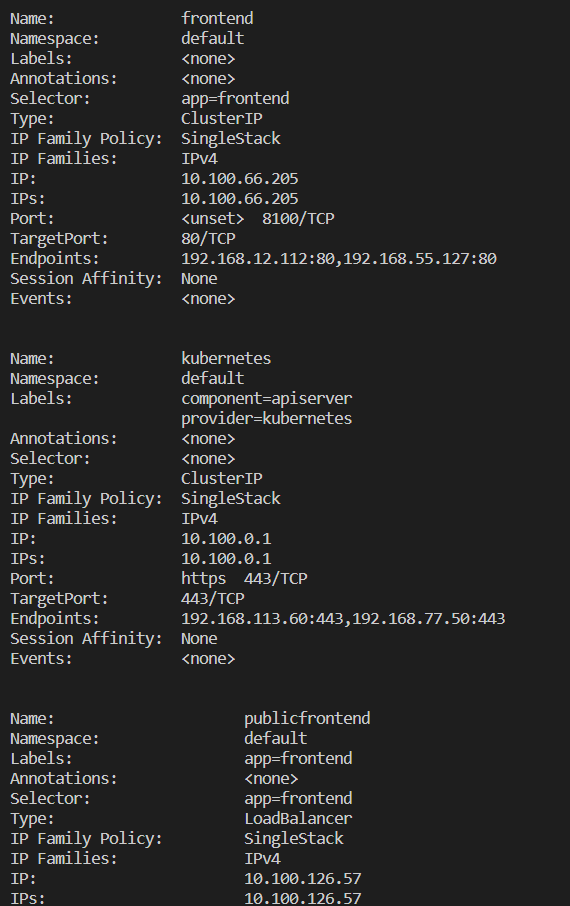 Name: frontend
Namespace: default
Labels: <none>
Annotations: <none>
Selector: app=frontend
Type: ClusterIP
IP Family Policy: SingleStack
IP Families: IPv4
IP: 10.100.66.205
IPs: 10.100.66.205
Port: <unset> 8100/TCP
TargetPort: 80/TCP
Endpoints: 192.168.12.112:80,192.168.55.127:80
Session Affinity: None
Events: <none>
Name: kubernetes
Namespace: default
Labels: component=apiserver
provider=kubernetes
Annotations: <none>
Selector: <none>
Type: ClusterIP
IP Family Policy: SingleStack
IP Families: IPv4
IP: 10.100.0.1
IPs: 10.100.0.1
Port: https 443/TCP
TargetPort: 443/TCP
Endpoints: 192.168.113.60:443,192.168.77.50:443
Session Affinity: None
Events: <none>
Name: publicfrontend
Namespace: default
Labels: app=frontend
Annotations: <none>
Selector: app=frontend
Type: LoadBalancer
IP Family Policy: SingleStack
IP Families: IPv4
IP: 10.100.126.57
IPs: 10.100.126.57